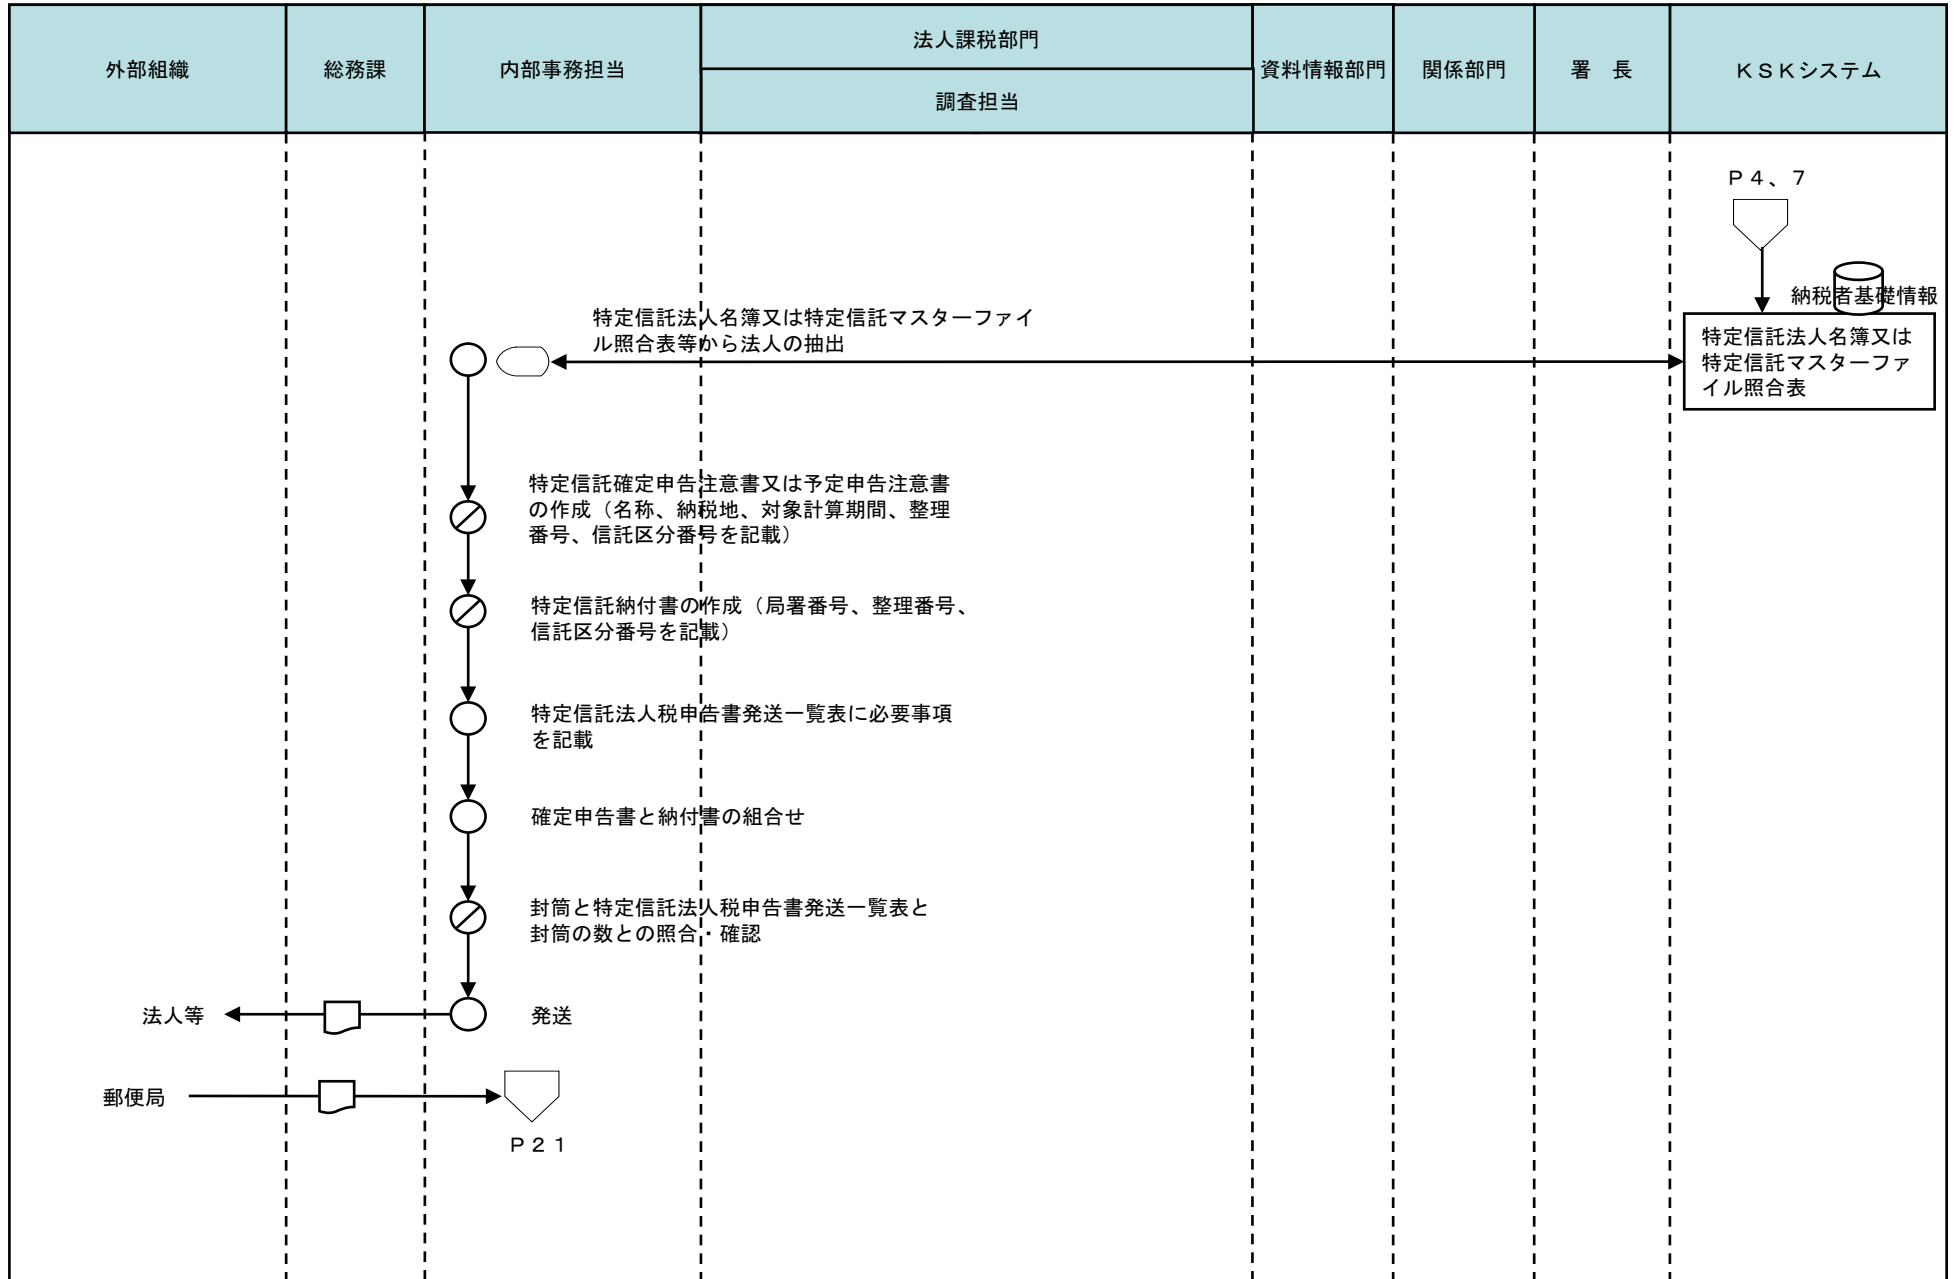 外部組織
総務課
内部事務担当
法人課税部門
調査担当
資料情報部門
関係部門
署　長
ＫＳＫシステム
Ｐ４、７
納税者基礎情報
特定信託法人名簿又は
特定信託マスターファ
イル照合表
特定信託法人名簿又は特定信託マスターファイ
ル照合表等から法人の抽出
特定信託確定申告注意書又は予定申告注意書
の作成（名称、納税地、対象計算期間、整理
番号、信託区分番号を記載）
特定信託納付書の作成（局署番号、整理番号、
信託区分番号を記載）
特定信託法人税申告書発送一覧表に必要事項
を記載
確定申告書と納付書の組合せ
封筒と特定信託法人税申告書発送一覧表と
封筒の数との照合・確認
法人等
発送
郵便局
Ｐ２１